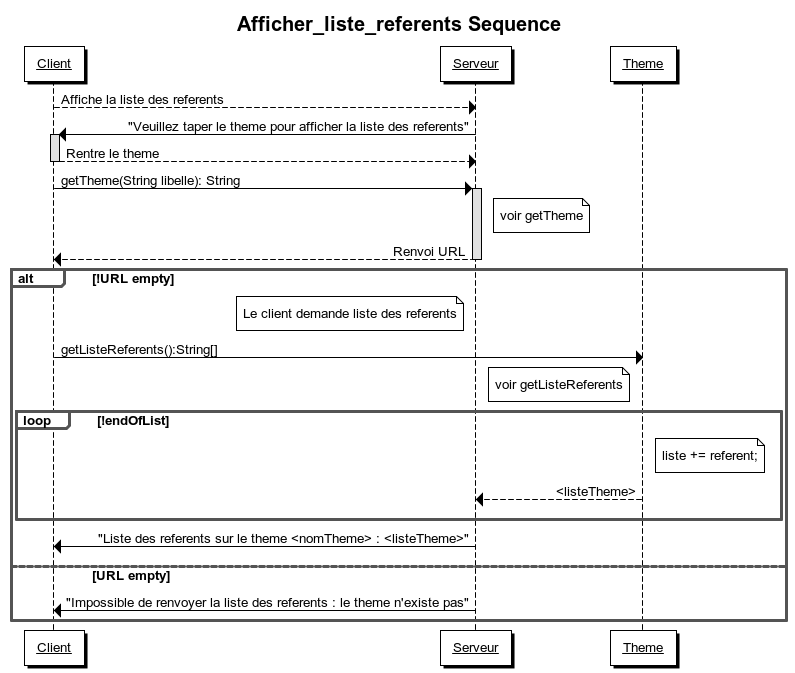 Afficher_liste_referents Sequence
Client
Serveur
Theme
Affiche la liste des referents
"Veuillez taper le theme pour afficher la liste des referents"
Rentre le theme
getTheme(String libelle): String
voir getTheme
Renvoi URL
alt
[!URL empty]
Le client demande liste des referents
getListeReferents():String[]
voir getListeReferents
loop
[!endOfList]
liste += referent;
<listeTheme>
"Liste des referents sur le theme <nomTheme> : <listeTheme>"
[URL empty]
"Impossible de renvoyer la liste des referents : le theme n'existe pas"
Client
Serveur
Theme